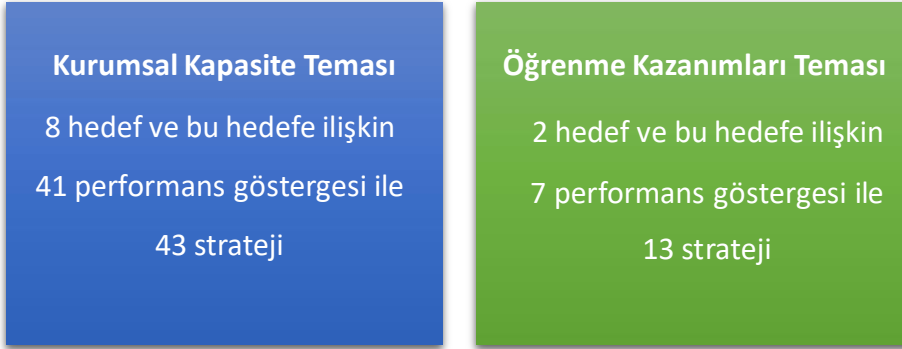 Kurumsal Kapasite Teması
8 hedef ve bu hedefe ilişkin
41 performans göstergesi ile
43 strateji
Öğrenme Kazanımları Teması
2 hedef ve bu hedefe ilişkin
7 performans göstergesi ile
13 strateji